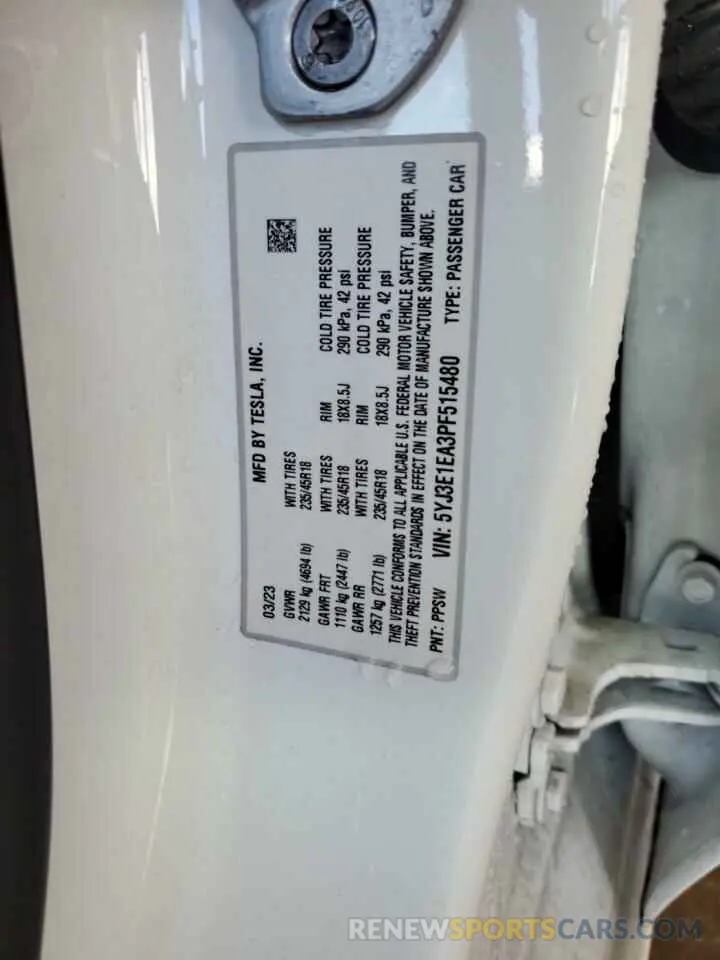 MFD BY TESLA, INC.
03/23
GVWR WITH TIRES
2129 kg (4694 lb) 235/45R18
GAWR FRT WITH TIRES RIM COLD TIRE PRESSURE
1110 kg (2447 lb) 235/45R18 18X8.5J 290 kPa, 42 psi
GAWR RR WITH TIRES RIM COLD TIRE PRESSURE
1257 kg (2771 lb) 235/45R18 18X8.5J 290 kPa, 42 psi
THIS VEHICLE CONFORMS TO ALL APPLICABLE U.S. FEDERAL MOTOR VEHICLE SAFETY, BUMPER, AND
THEFT PREVENTION STANDARDS IN EFFECT ON THE DATE OF MANUFACTURE SHOWN ABOVE.
PNT: PPSW VIN: 5YJ3E1EA3PF515480 TYPE: PASSENGER CAR
RENEWSPORTSCARS.COM